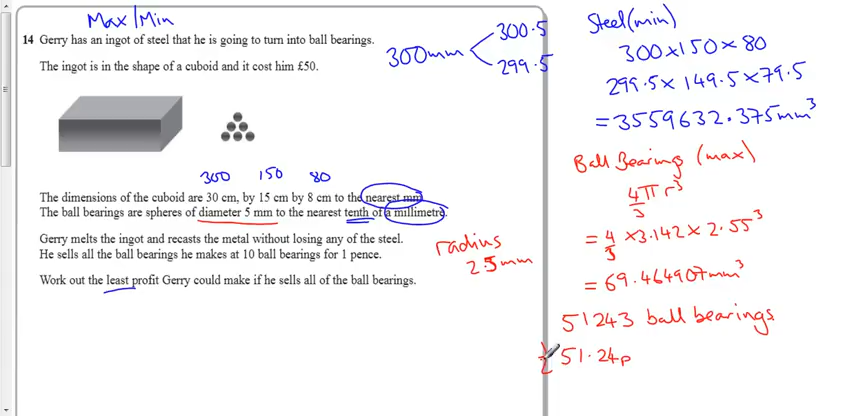 Max/Min
14 Gerry has an ingot of steel that he is going to turn into ball bearings.
The ingot is in the shape of a cuboid and it cost him £50.
300mm
300.5
299.5
300 150 80
The dimensions of the cuboid are 30 cm, by 15 cm by 8 cm to the nearest mm.
The ball bearings are spheres of diameter 5 mm to the nearest tenth of a millimetre.
Gerry melts the ingot and recasts the metal without losing any of the steel.
He sells all the ball bearings he makes at 10 ball bearings for 1 pence.
Work out the least profit Gerry could make if he sells all of the ball bearings.
radius
2.5mm
Steel(min)
300×150×80
299.5×149.5×79.5
=3559632.375mm³
Ball Bearing (max)
4/3 π r³
= 4/3 ×3.142 × 2.55³
=69.464907mm³
51243 ball bearings
51.24p